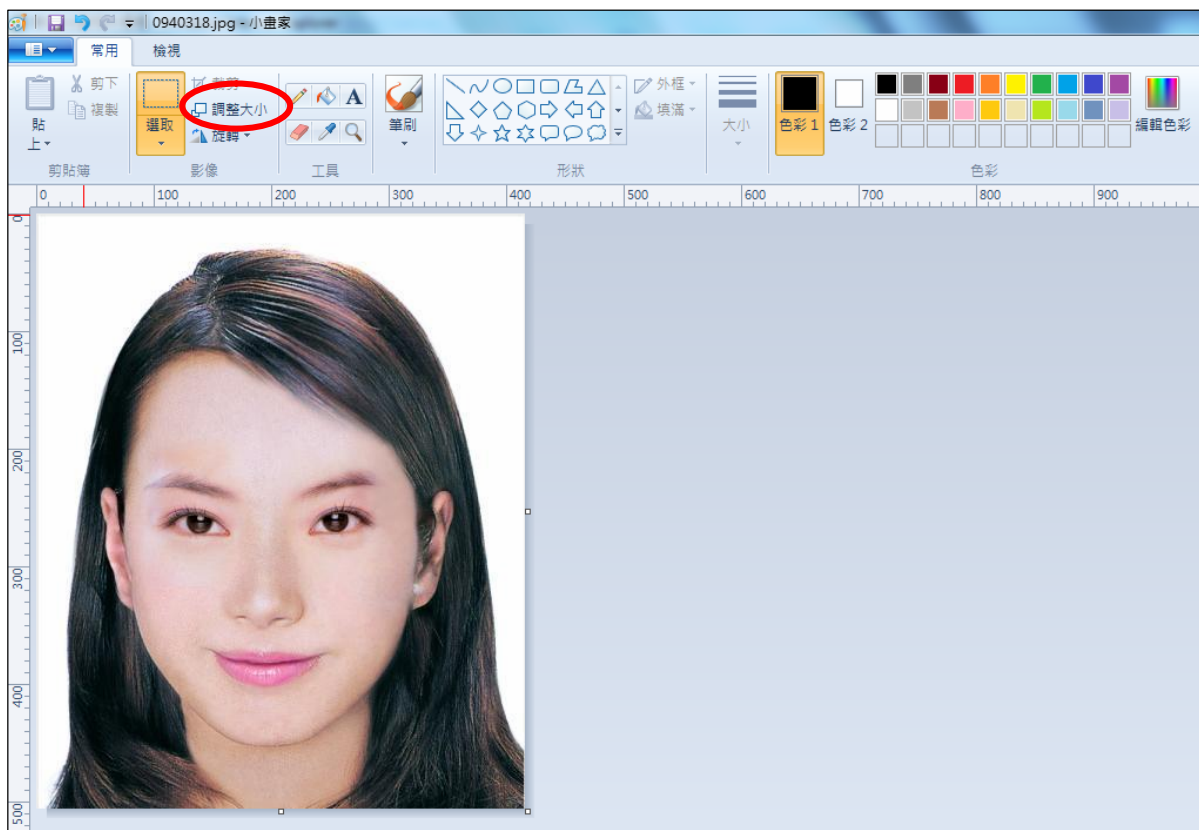 0940318.jpg - 小畫家
常用 檢視
剪下 裁剪 外框
複製 調整大小 A 填滿
貼上 選取 旋轉 筆刷 大小 色彩 1 色彩 2 編輯色彩
剪貼簿 影像 工具 形狀 色彩
0 100 200 300 400 500 600 700 800 900
0
100
200
300
400
500